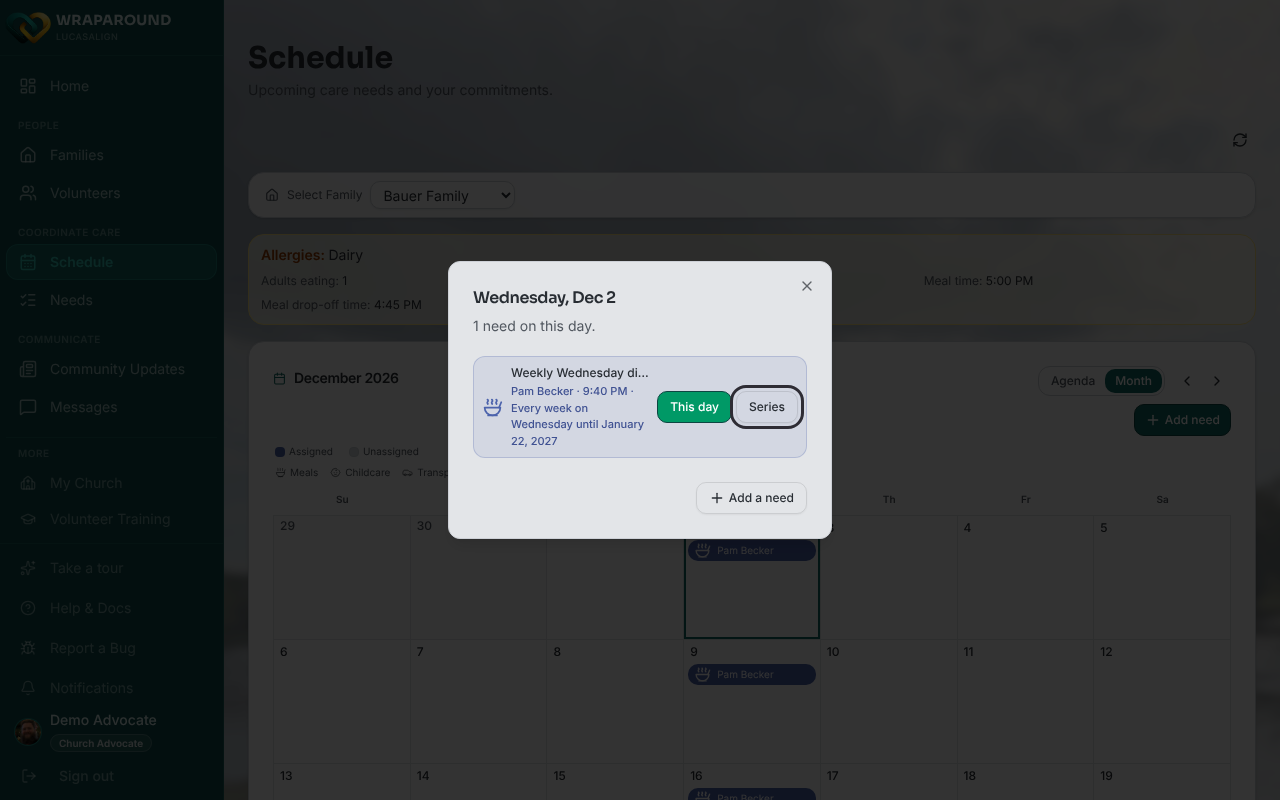 WRAPAROUND
LUCASALION
Home
PEOPLE
Families
Volunteers
COORDINATE CARE
Schedule
Needs
COMMUNICATE
Community Updates
Messages
MORE
My Church
Volunteer Training
Take a tour
Help & Docs
Report a Bug
Notifications
Demo Advocate
Church Advocate
Sign out
Schedule
Upcoming care needs and your commitments.
Select Family Bauer Family
Allergies: Dairy
Adults eating: 1
Meal time: 5:00 PM
Meal drop-off time: 4:45 PM
December 2026
Agenda Month
Add need
Assigned Unassigned
Meals Childcare
Su Th Fr Sa
29 30 4 5
Pam Becker
6 7 8 9 10 11 12
Pam Becker
13 14 15 16 17 18 19
Pam Becker
Wednesday, Dec 2
1 need on this day.
Weekly Wednesday di...
Pam Becker · 9:40 PM ·
Every week on
Wednesday until January
22, 2027
This day
Series
Add a need